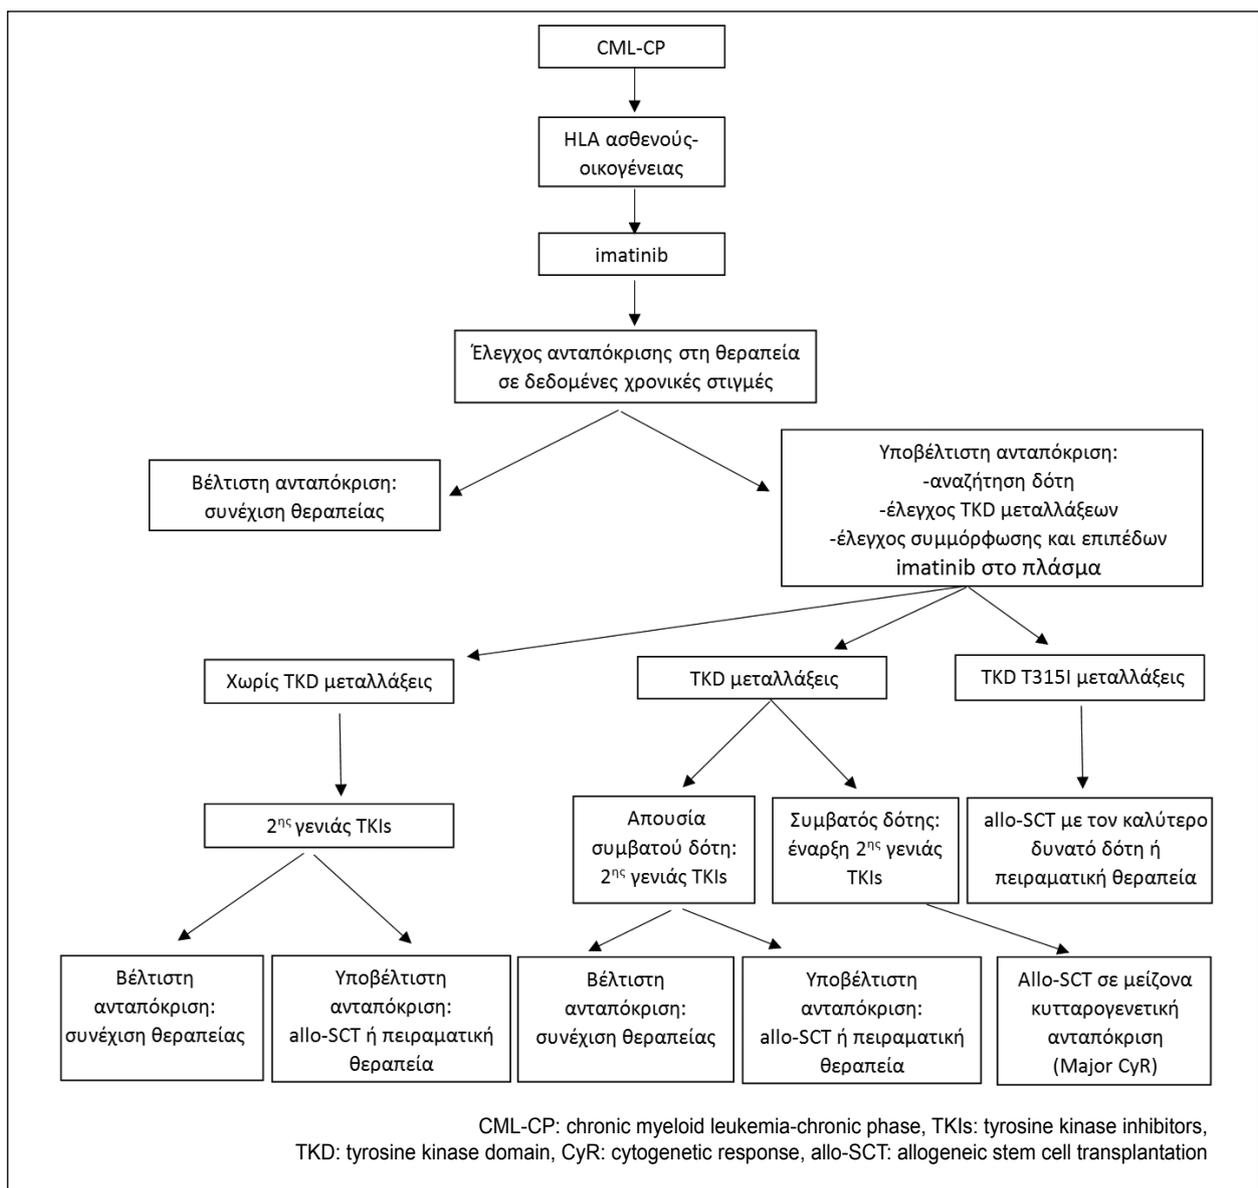 CML-CP
HLA ασθενούς-
οικογένειας
imatinib
Έλεγχος ανταπόκρισης στη θεραπεία
σε δεδομένες χρονικές στιγμές
Βέλτιστη ανταπόκριση:
συνέχιση θεραπείας
Υποβέλτιστη ανταπόκριση:
-αναζήτηση δότη
-έλεγχος TKD μεταλλάξεων
-έλεγχος συμμόρφωσης και επιπέδων
imatinib στο πλάσμα
Χωρίς TKD μεταλλάξεις
TKD μεταλλάξεις
TKD T315I μεταλλάξεις
2ης γενιάς TKIs
Απουσία
συμβατού δότη:
2ης γενιάς TKIs
Συμβατός δότης:
έναρξη 2ης γενιάς
TKIs
allo-SCT με τον καλύτερο
δυνατό δότη ή
πειραματική θεραπεία
Βέλτιστη
ανταπόκριση:
συνέχιση θεραπείας
Υποβέλτιστη
ανταπόκριση:
allo-SCT ή πειραματική
θεραπεία
Βέλτιστη
ανταπόκριση:
συνέχιση θεραπείας
Υποβέλτιστη
ανταπόκριση:
allo-SCT ή πειραματική
θεραπεία
Allo-SCT σε μείζονα
κυτταρογενετική
ανταπόκριση
(Major CyR)
CML-CP: chronic myeloid leukemia-chronic phase, TKIs: tyrosine kinase inhibitors,
TKD: tyrosine kinase domain, CyR: cytogenetic response, allo-SCT: allogeneic stem cell transplantation